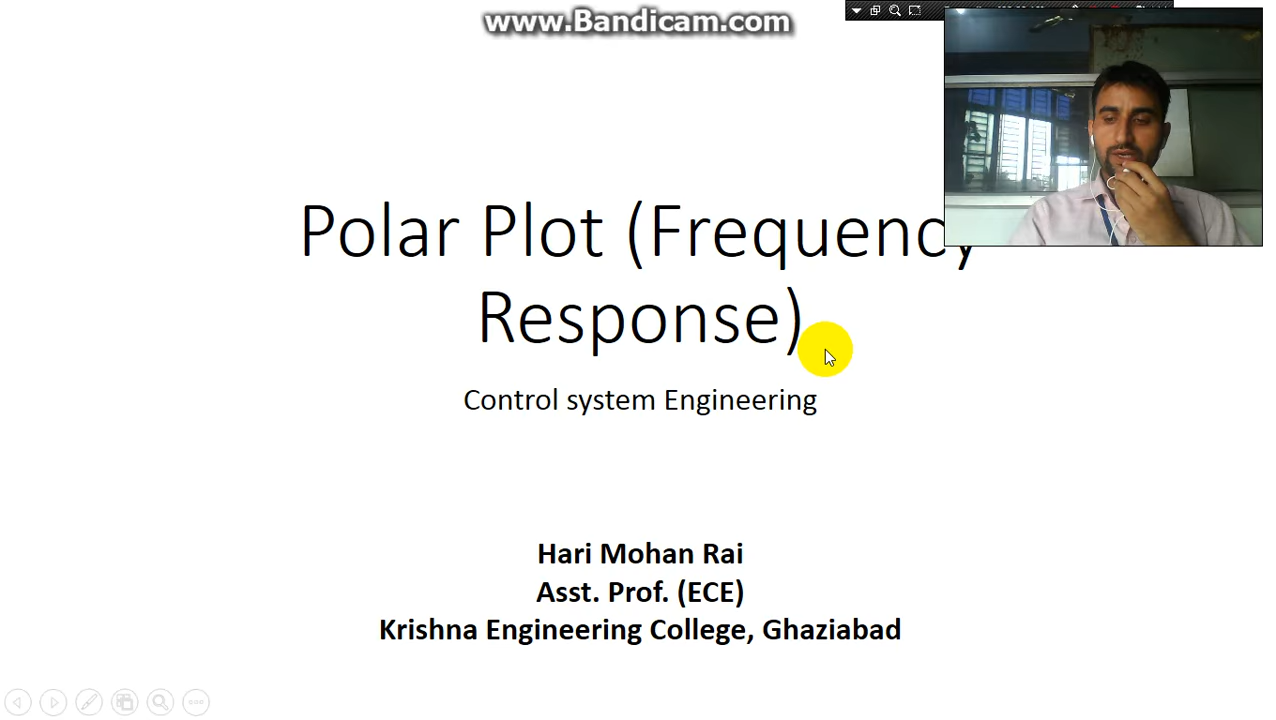 www.Bandicam.com
Polar Plot (Frequency
Response)
Control system Engineering
Hari Mohan Rai
Asst. Prof. (ECE)
Krishna Engineering College, Ghaziabad